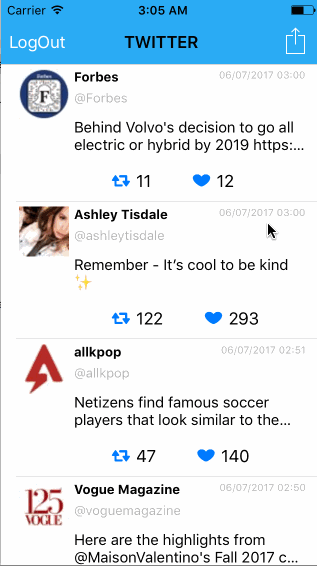 Carrier 3:05 AM
LogOut TWITTER
Forbes 06/07/2017 03:00
@Forbes
Behind Volvo's decision to go all
electric or hybrid by 2019 https:...
11 12
Ashley Tisdale 06/07/2017 03:00
@ashleytisdale
Remember - It's cool to be kind
✨
122 293
allkpop 06/07/2017 02:51
@allkpop
Netizens find famous soccer
players that look similar to the...
47 140
125
VOGUE
Vogue Magazine 06/07/2017 02:50
@voguemagazine
Here are the highlights from
@MaisonValentino's Fall 2017 c...